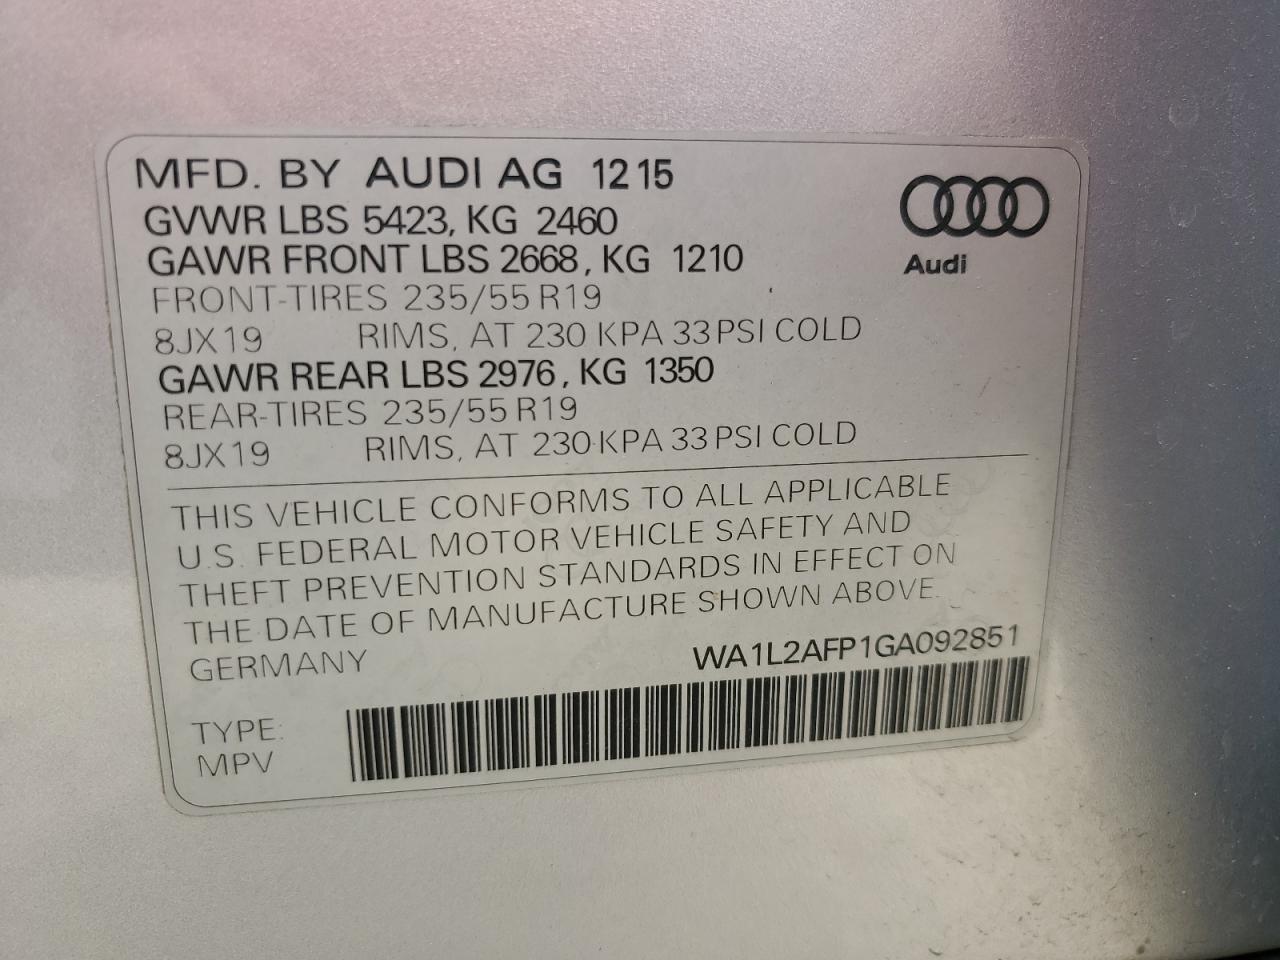 MFD. BY AUDI AG 12 15
GVWR LBS 5423, KG 2460
GAWR FRONT LBS 2668, KG 1210
FRONT-TIRES 235/55 R19
8JX19 RIMS, AT 230 KPA 33 PSI COLD
GAWR REAR LBS 2976, KG 1350
REAR-TIRES 235/55 R19
8JX19 RIMS, AT 230 KPA 33 PSI COLD
Audi
THIS VEHICLE CONFORMS TO ALL APPLICABLE
U.S. FEDERAL MOTOR VEHICLE SAFETY AND
THEFT PREVENTION STANDARDS IN EFFECT ON
THE DATE OF MANUFACTURE SHOWN ABOVE.
GERMANY WA1L2AFP1GA092851
TYPE:
MPV